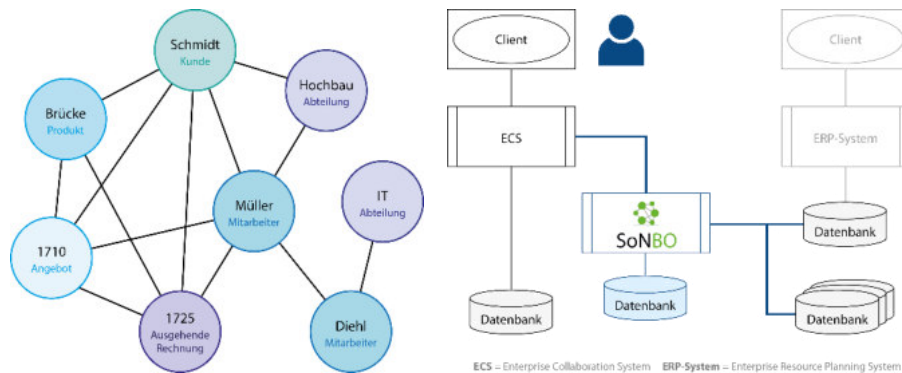 Schmidt
Kunde
Hochbau
Abteilung
Brücke
Produkt
Müller
Mitarbeiter
IT
Abteilung
1710
Angebot
1725
Ausgehende
Rechnung
Diehl
Mitarbeiter
Client
ECS
SoNBO
Datenbank
Datenbank
Client
ERP-System
Datenbank
Datenbank
ECS = Enterprise Collaboration System ERP-System = Enterprise Resource Planning System